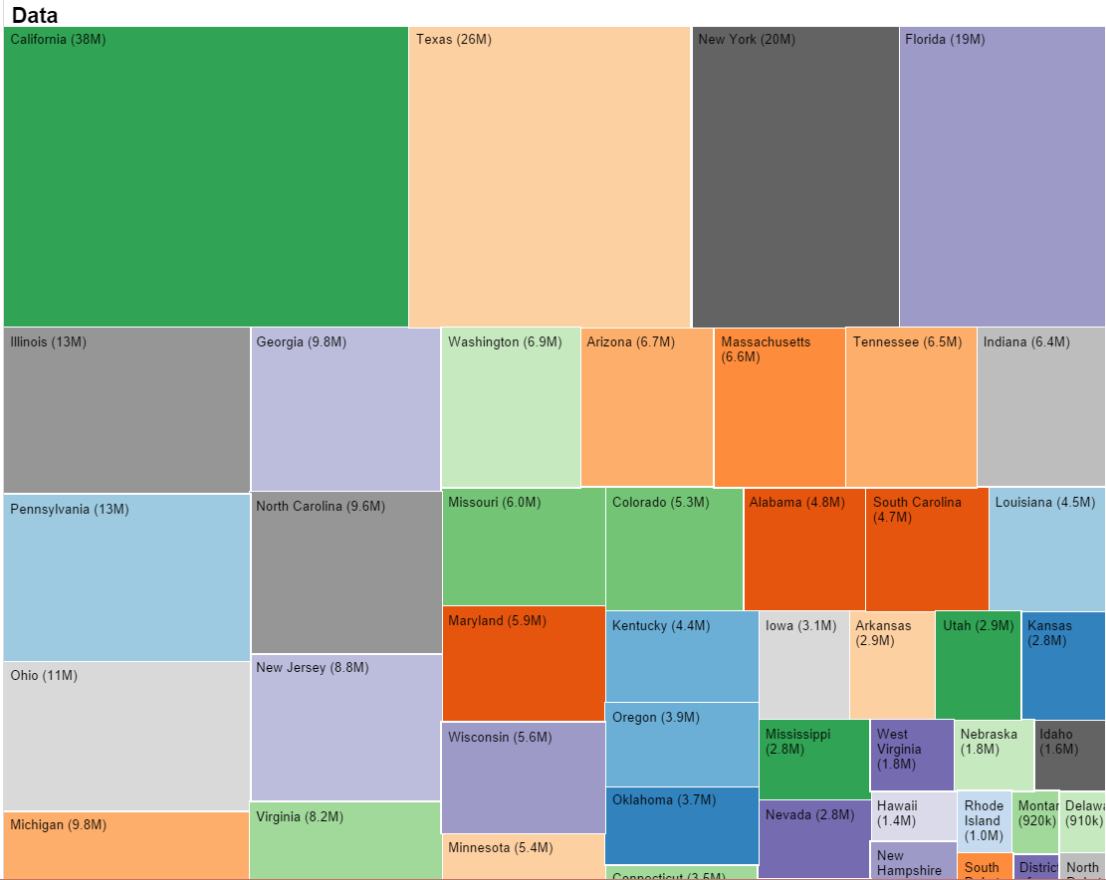 Data
California (38M)
Texas (26M)
New York (20M)
Florida (19M)
Illinois (13M)
Georgia (9.8M)
Washington (6.9M)
Arizona (6.7M)
Massachusetts
(6.6M)
Tennessee (6.5M)
Indiana (6.4M)
Pennsylvania (13M)
North Carolina (9.6M)
Missouri (6.0M)
Colorado (5.3M)
Alabama (4.8M)
South Carolina
(4.7M)
Louisiana (4.5M)
Maryland (5.9M)
Kentucky (4.4M)
Iowa (3.1M)
Arkansas
(2.9M)
Utah (2.9M)
Kansas
(2.8M)
Ohio (11M)
New Jersey (8.8M)
Oregon (3.9M)
Wisconsin (5.6M)
Mississippi
(2.8M)
West
Virginia
(1.8M)
Nebraska
(1.8M)
Idaho
(1.6M)
Oklahoma (3.7M)
Nevada (2.8M)
Hawaii
(1.4M)
Rhode
Island
(1.0M)
Montar
(920k)
Delawa
(910k)
Michigan (9.8M)
Virginia (8.2M)
Minnesota (5.4M)
New
Hampshire
South
District
North
Connecticut (3.5M)